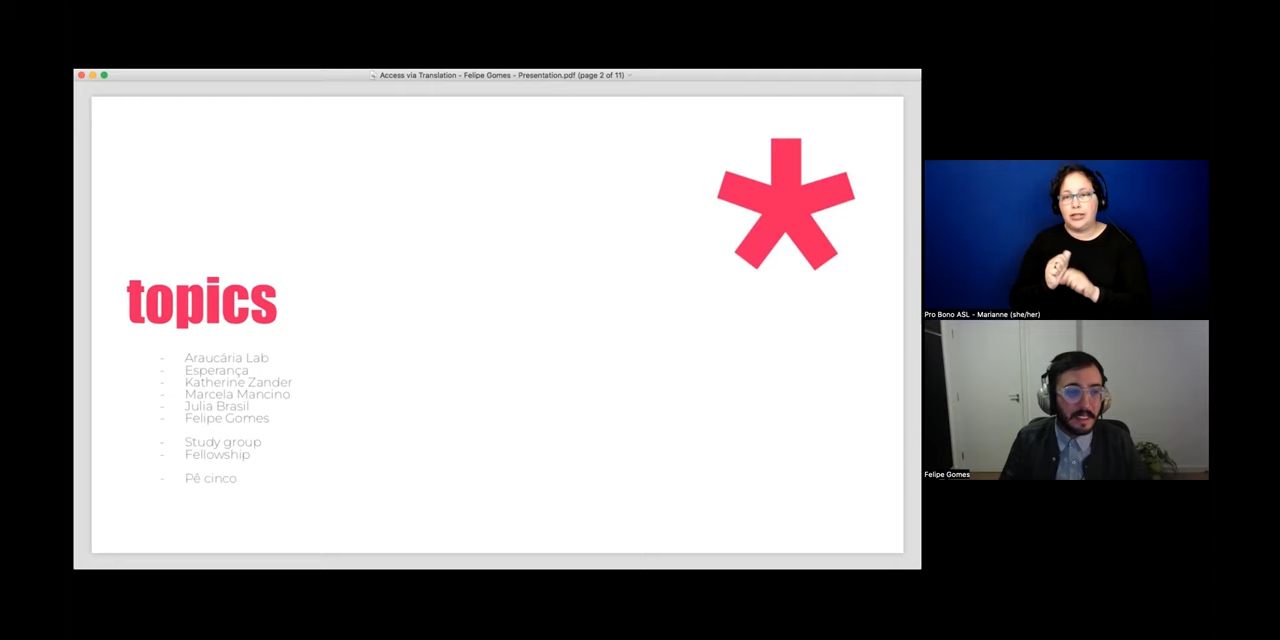 Access via Translation - Felipe Gomes - Presentation.pdf (page 2 of 11)
topics
- Araucária Lab
- Esperança
- Katherine Zander
- Marcela Mancino
- Julia Brasil
- Felipe Gomes
- Study group
- Fellowship
- Pê cinco
Pro Bono ASL - Marianne (she/her)
Felipe Gomes